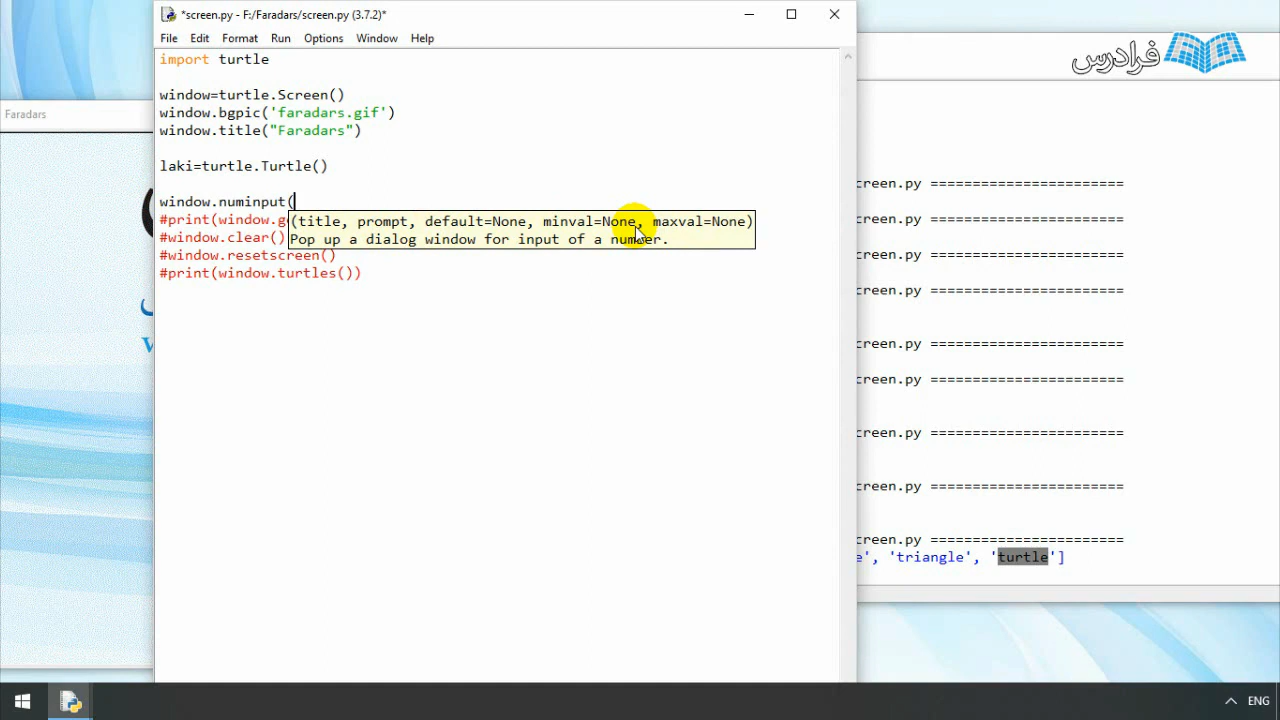 *screen.py - F:/Faradars/screen.py (3.7.2)*
File Edit Format Run Options Window Help
فرادرس
Faradars
import turtle
window=turtle.Screen()
window.bgpic('faradars.gif')
window.title("Faradars")
laki=turtle.Turtle()
window.numinput(
(title, prompt, default=None, minval=None, maxval=None)
Pop up a dialog window for input of a number.
#print(window.g
#window.clear()
#window.resetscreen()
#print(window.turtles())
creen.py =======================
creen.py =======================
creen.py =======================
creen.py =======================
creen.py =======================
creen.py =======================
creen.py =======================
creen.py =======================
creen.py =======================
e', 'triangle', 'turtle']
ENG